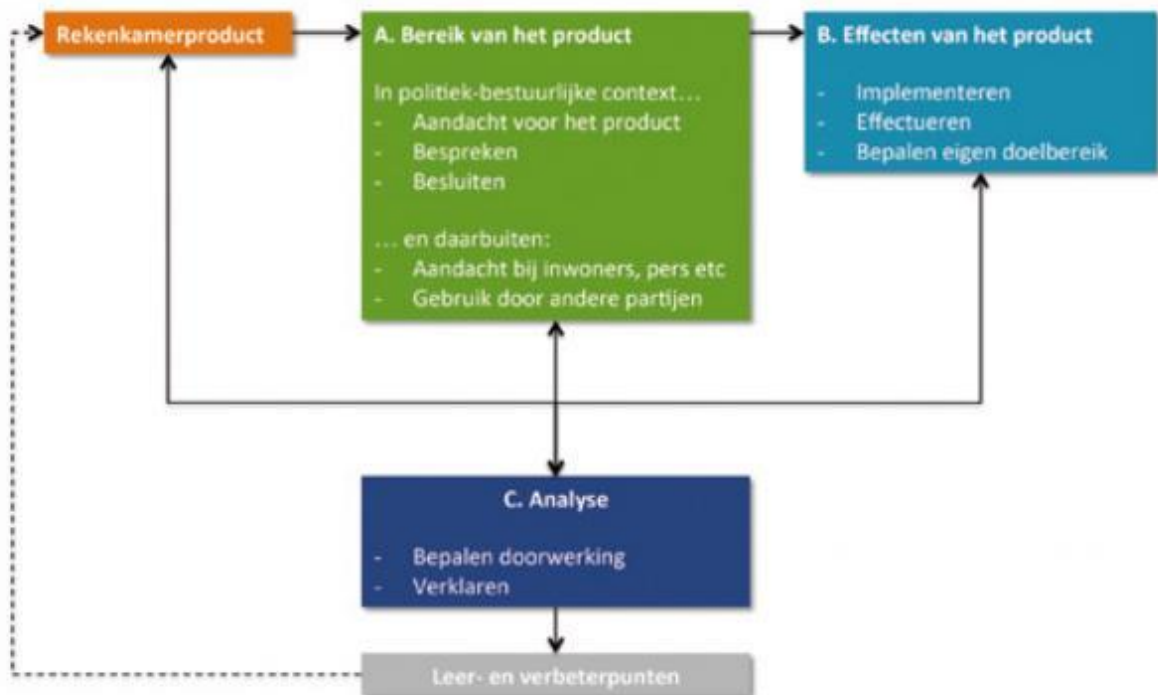 Rekenkamerproduct
A. Bereik van het product
In politiek-bestuurlijke context…
- Aandacht voor het product
- Bespreken
- Besluiten
… en daarbuiten:
- Aandacht bij inwoners, pers etc
- Gebruik door andere partijen
B. Effecten van het product
- Implementeren
- Effectueren
- Bepalen eigen doelbereik
C. Analyse
- Bepalen doorwerking
- Verklaren
Leer- en verbeterpunten